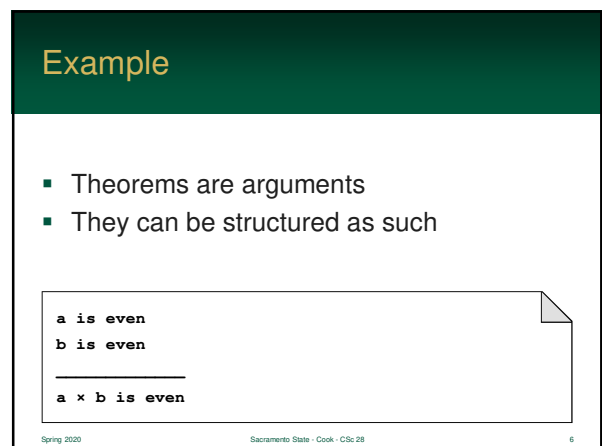 Example
▪ Theorems are arguments
▪ They can be structured as such
a is even
b is even
_____________
a × b is even
Spring 2020 Sacramento State - Cook - CSc 28 6